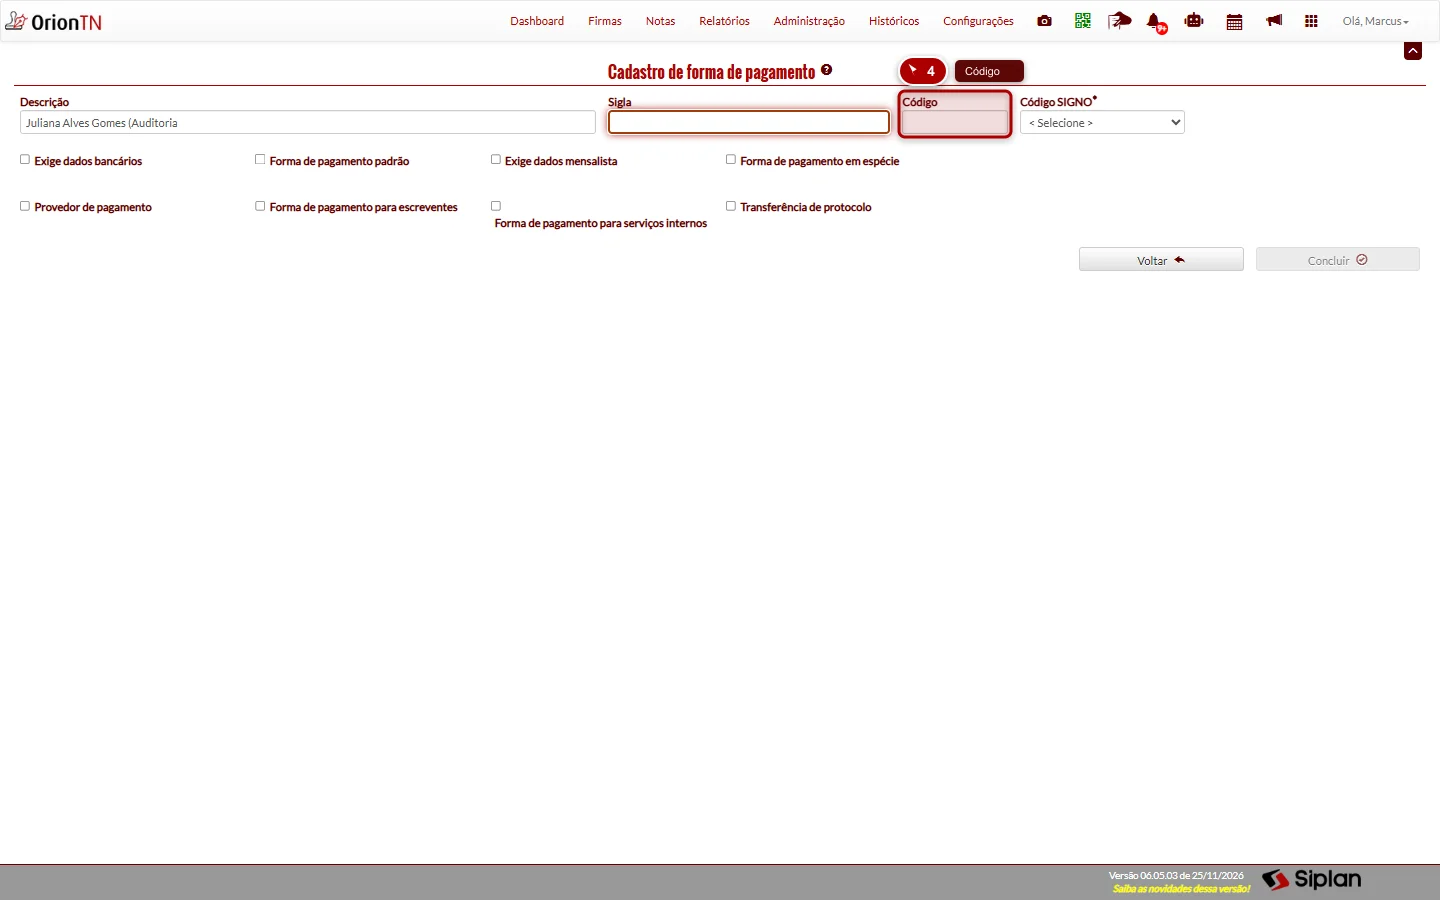 OrionTN
Dashboard
Firmas
Notas
Relatórios
Administração
Históricos
Configurações
9+
Olá, Marcus
Cadastro de forma de pagamento
4
Código
Descrição
Sigla
Código
Código SIGNO*
Juliana Alves Gomes (Auditoria
< Selecione >
Exige dados bancários
Forma de pagamento padrão
Exige dados mensalista
Forma de pagamento em espécie
Provedor de pagamento
Forma de pagamento para escreventes
Forma de pagamento para serviços internos
Transferência de protocolo
Voltar
Concluir
Versão 06.05.03 de 25/11/2026
Saiba as novidades dessa versão!
Siplan